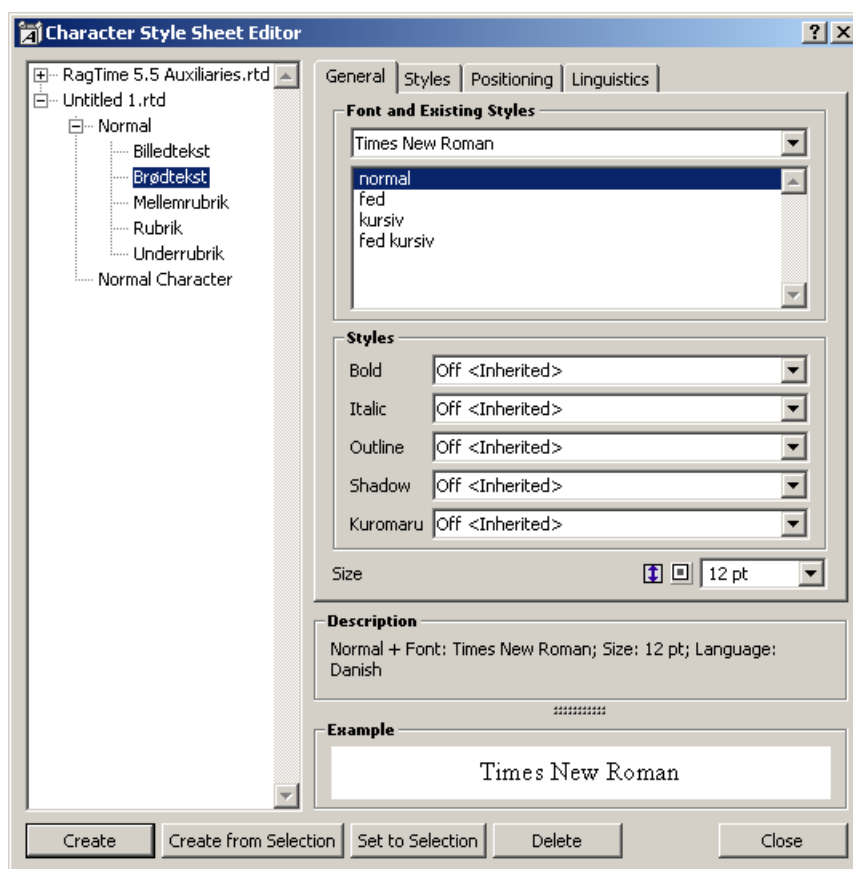 Character Style Sheet Editor
RagTime 5.5 Auxiliaries.rtd
Untitled 1.rtd
Normal
Billedtekst
Brødtekst
Mellemrubrik
Rubrik
Underrubrik
Normal Character
General Styles Positioning Linguistics
Font and Existing Styles
Times New Roman
normal
fed
kursiv
fed kursiv
Styles
Bold Off <Inherited>
Italic Off <Inherited>
Outline Off <Inherited>
Shadow Off <Inherited>
Kuromaru Off <Inherited>
Size 12 pt
Description
Normal + Font: Times New Roman; Size: 12 pt; Language:
Danish
Example
Times New Roman
Create Create from Selection Set to Selection Delete Close